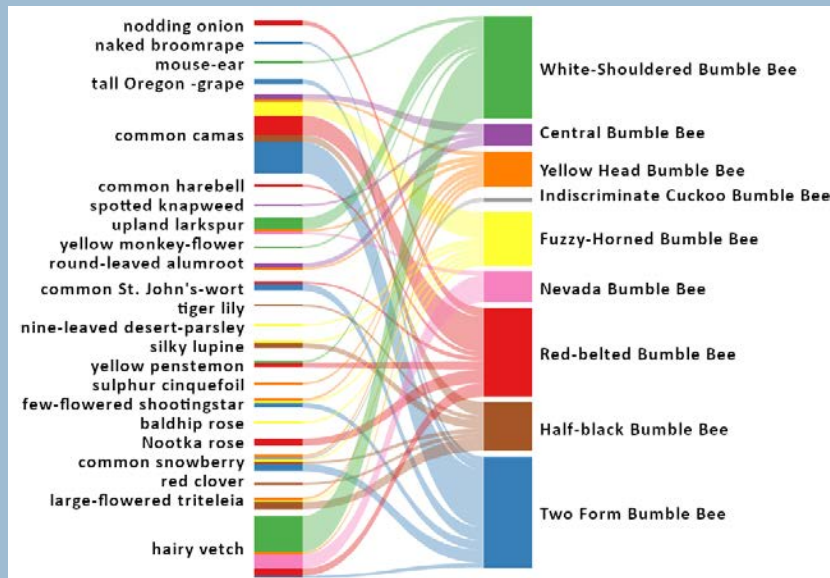 nodding onion
naked broomrape
mouse-ear
tall Oregon -grape
common camas
common harebell
spotted knapweed
upland larkspur
yellow monkey-flower
round-leaved alumroot
common St. John's-wort
tiger lily
nine-leaved desert-parsley
silky lupine
yellow penstemon
sulphur cinquefoil
few-flowered shootingstar
baldhip rose
Nootka rose
common snowberry
red clover
large-flowered triteleia
hairy vetch
White-Shouldered Bumble Bee
Central Bumble Bee
Yellow Head Bumble Bee
Indiscriminate Cuckoo Bumble Bee
Fuzzy-Horned Bumble Bee
Nevada Bumble Bee
Red-belted Bumble Bee
Half-black Bumble Bee
Two Form Bumble Bee